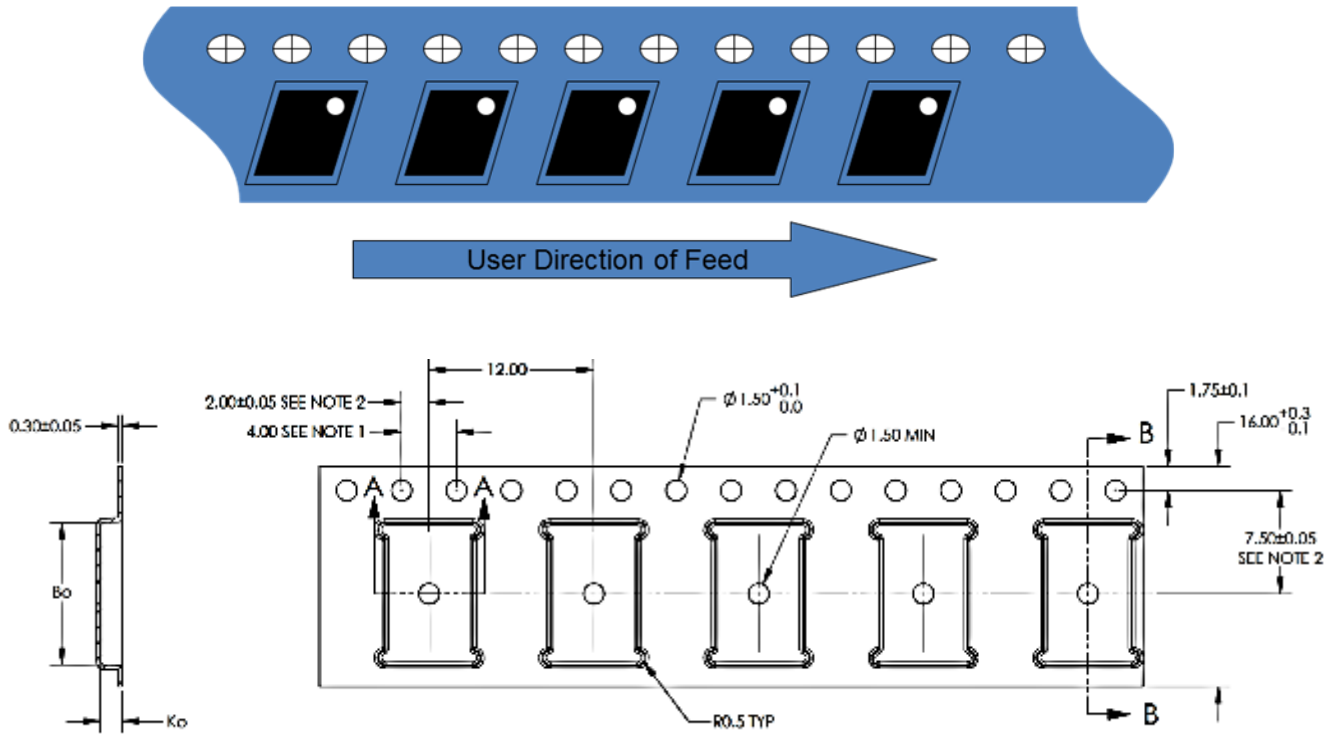 User Direction of Feed
12.00
2.00±0.05 SEE NOTE 2
4.00 SEE NOTE 1
0.30±0.05
Ø1.50 +0.1 0.0
Ø1.50 MIN
1.75±0.1
16.00 +0.3 0.1
B
A A
7.50±0.05
SEE NOTE 2
Bo
Ko
R0.5 TYP
B